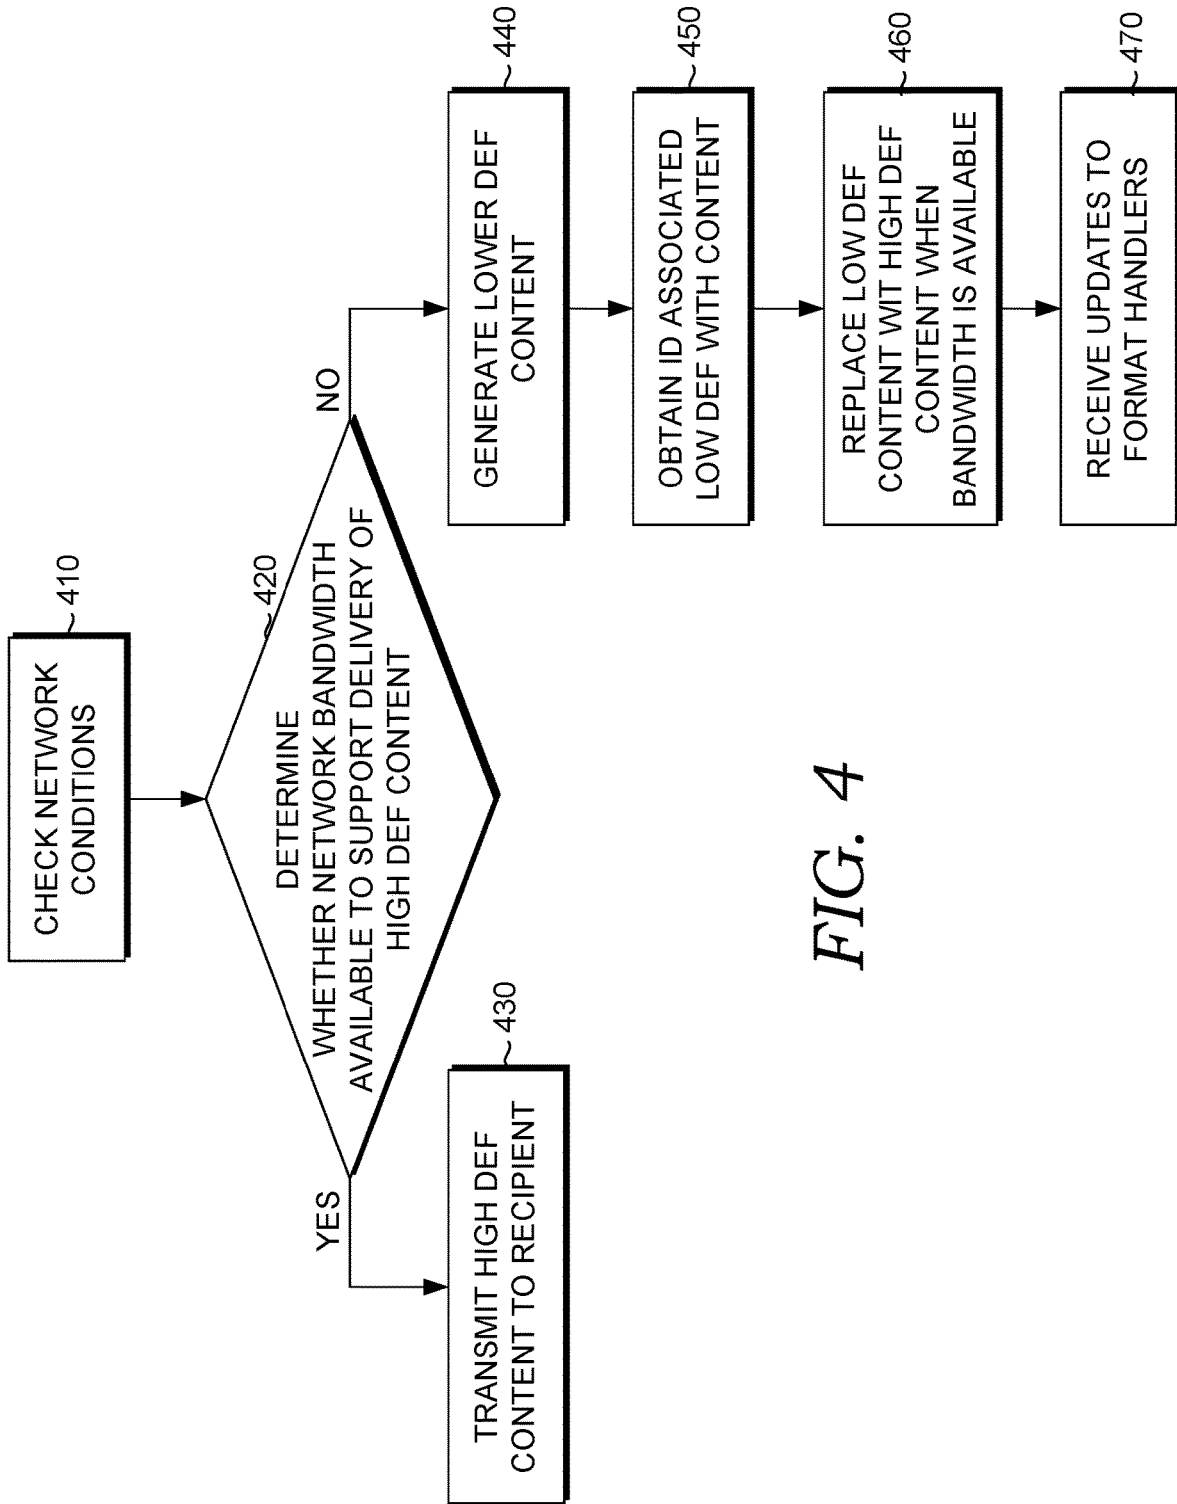 CHECK NETWORK
CONDITIONS
410
DETERMINE
WHETHER NETWORK BANDWIDTH
AVAILABLE TO SUPPORT DELIVERY OF
HIGH DEF CONTENT
420
YES
NO
TRANSMIT HIGH DEF
CONTENT TO RECIPIENT
430
GENERATE LOWER DEF
CONTENT
440
OBTAIN ID ASSOCIATED
LOW DEF WITH CONTENT
450
REPLACE LOW DEF
CONTENT WIT HIGH DEF
CONTENT WHEN
BANDWIDTH IS AVAILABLE
460
RECEIVE UPDATES TO
FORMAT HANDLERS
470
FIG. 4